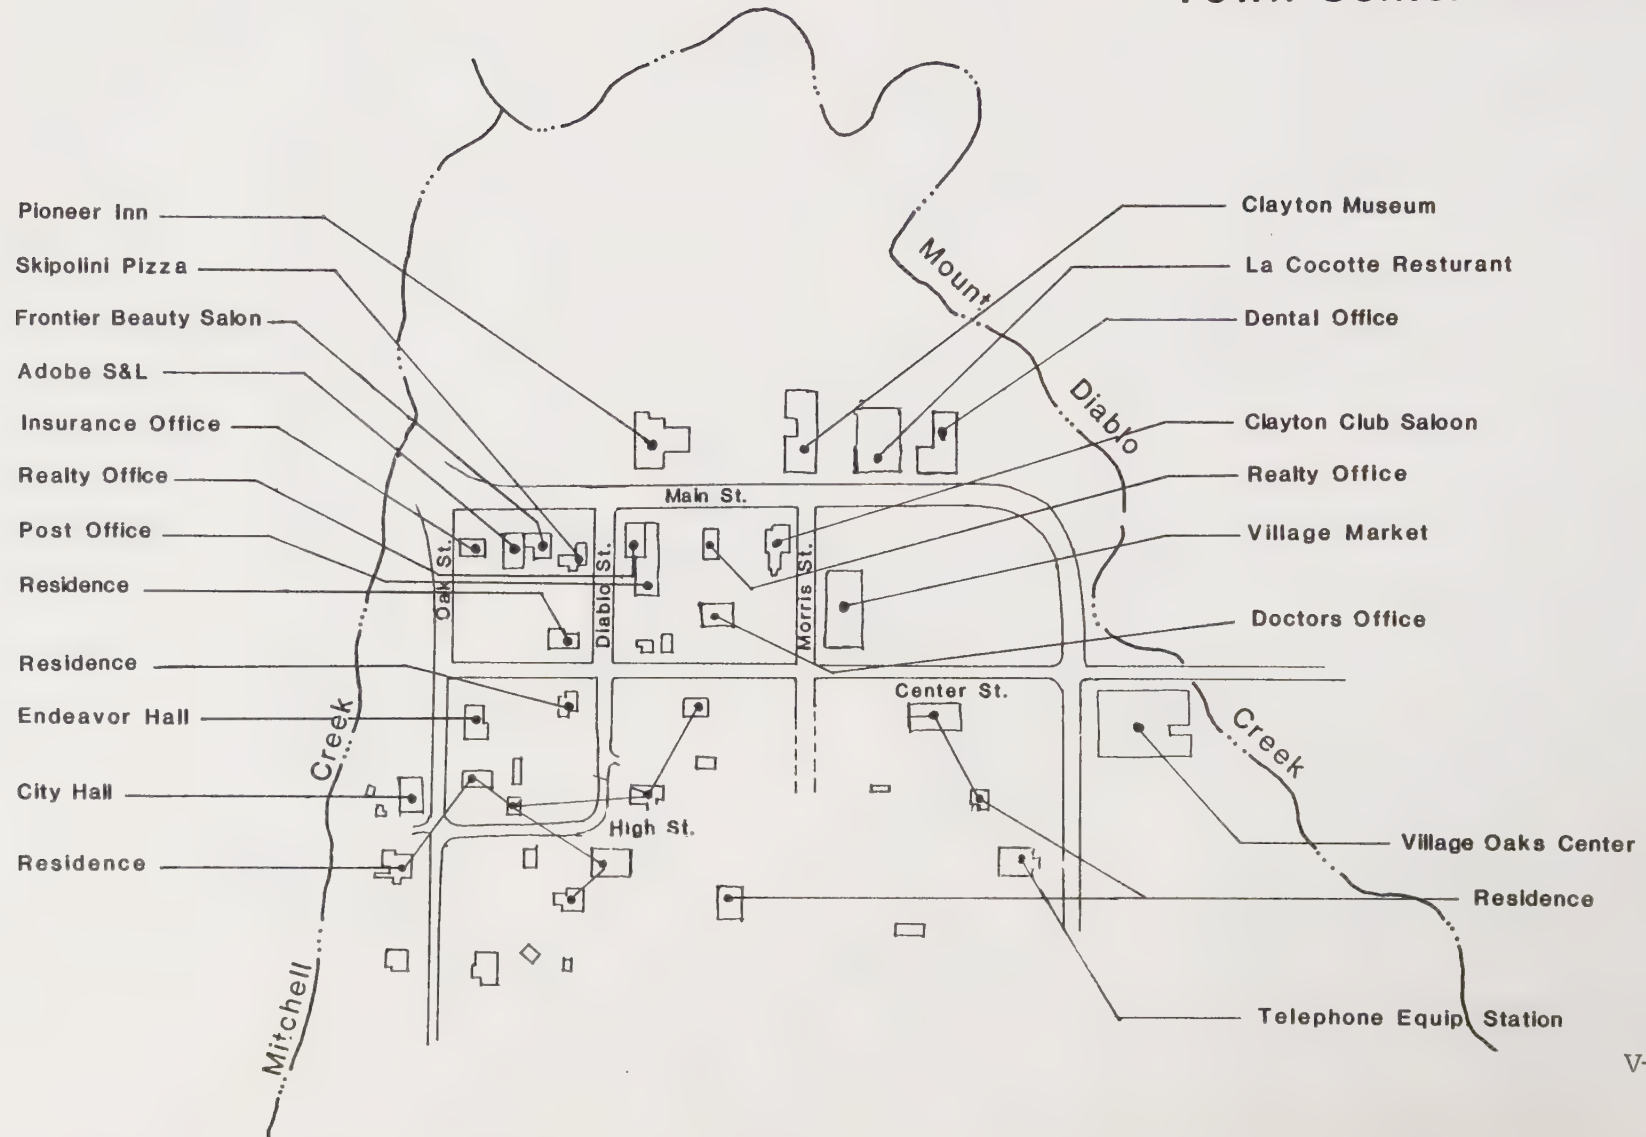 Town Center
Pioneer Inn
Skipolini Pizza
Frontier Beauty Salon
Adobe S&L
Insurance Office
Realty Office
Post Office
Residence
Residence
Endeavor Hall
City Hall
Residence
Clayton Museum
La Cocotte Resturant
Dental Office
Clayton Club Saloon
Realty Office
Village Market
Doctors Office
Village Oaks Center
Residence
Telephone Equip. Station
Mount
Diablo
Creek
Main St.
Oak St.
Diablo St.
Morris St.
Center St.
High St.
Creek
Mitchell
V-